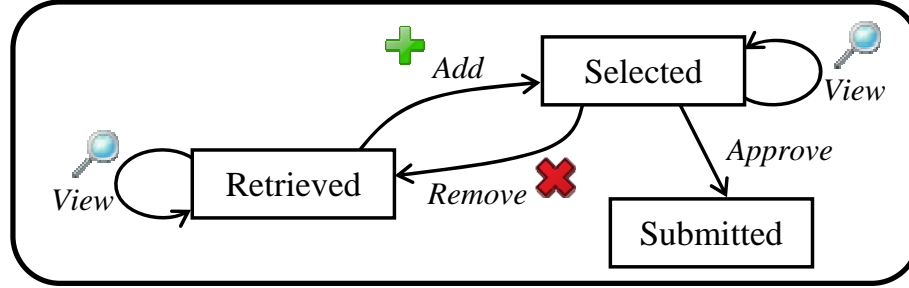 Add
Selected
View
View
Retrieved
Remove
Approve
Submitted